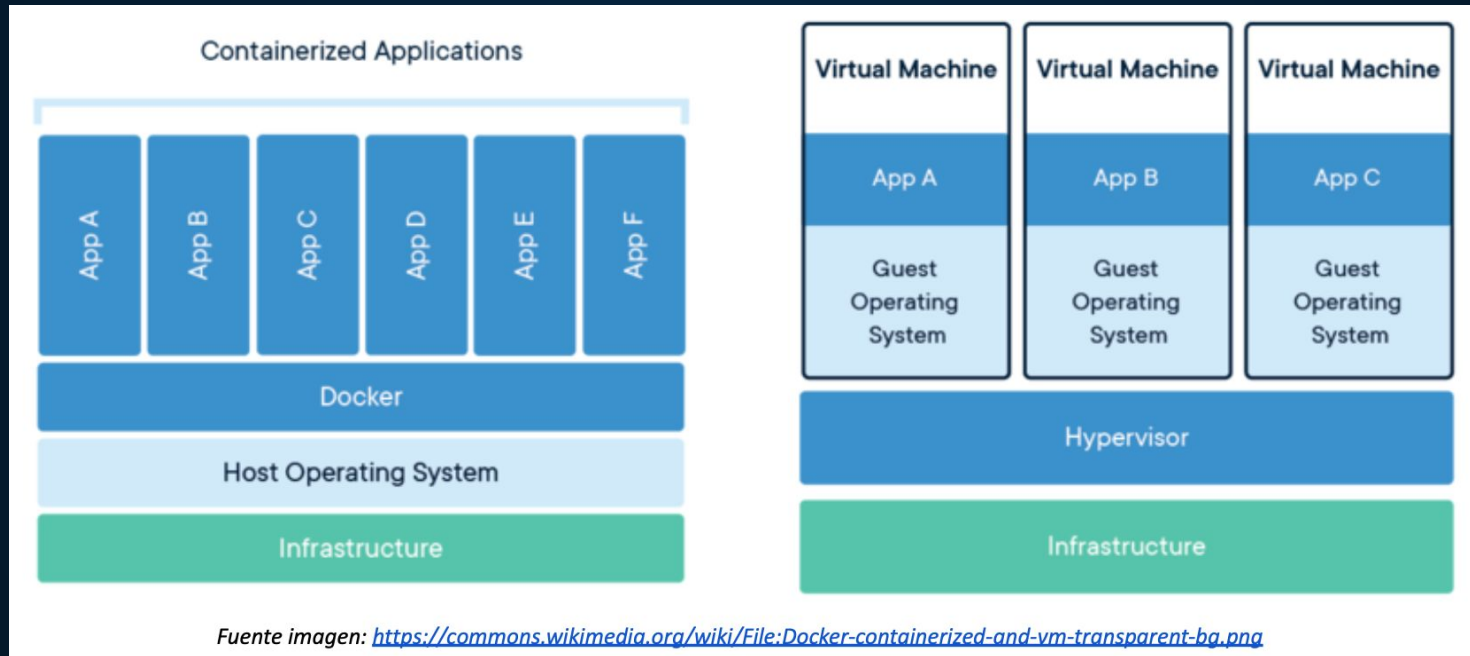 Containerized Applications
App A
App B
App C
App D
App E
App F
Docker
Host Operating System
Infrastructure
Virtual Machine
App A
Guest
Operating
System
Virtual Machine
App B
Guest
Operating
System
Virtual Machine
App C
Guest
Operating
System
Hypervisor
Infrastructure
Fuente imagen: https://commons.wikimedia.org/wiki/File:Docker-containerized-and-vm-transparent-bg.png